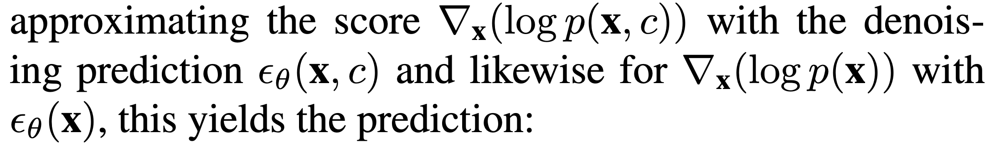 approximating the score ∇𝐱(log p(𝐱, c)) with the denois-
ing prediction ϵθ(𝐱, c) and likewise for ∇𝐱(log p(𝐱)) with
ϵθ(𝐱), this yields the prediction: